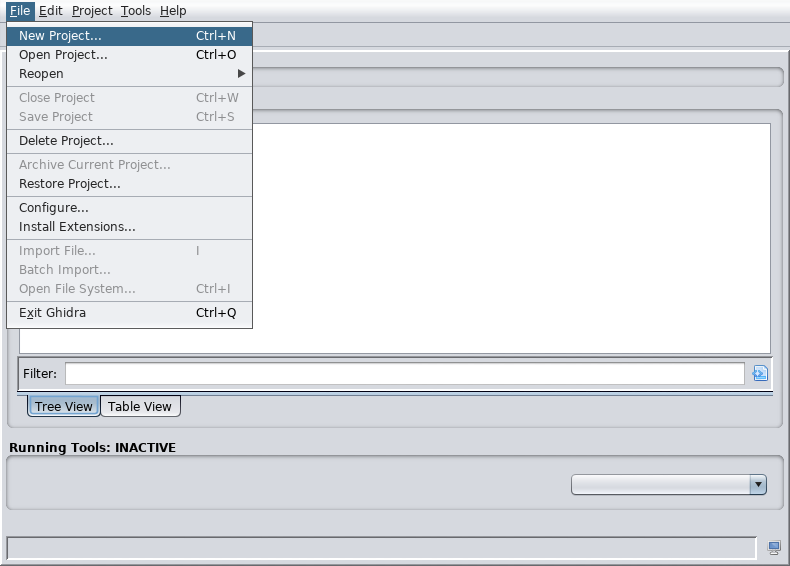 File Edit Project Tools Help
New Project... Ctrl+N
Open Project... Ctrl+O
Reopen
Close Project Ctrl+W
Save Project Ctrl+S
Delete Project...
Archive Current Project...
Restore Project...
Configure...
Install Extensions...
Import File... I
Batch Import...
Open File System... Ctrl+I
Exit Ghidra Ctrl+Q
Filter:
Tree View Table View
Running Tools: INACTIVE